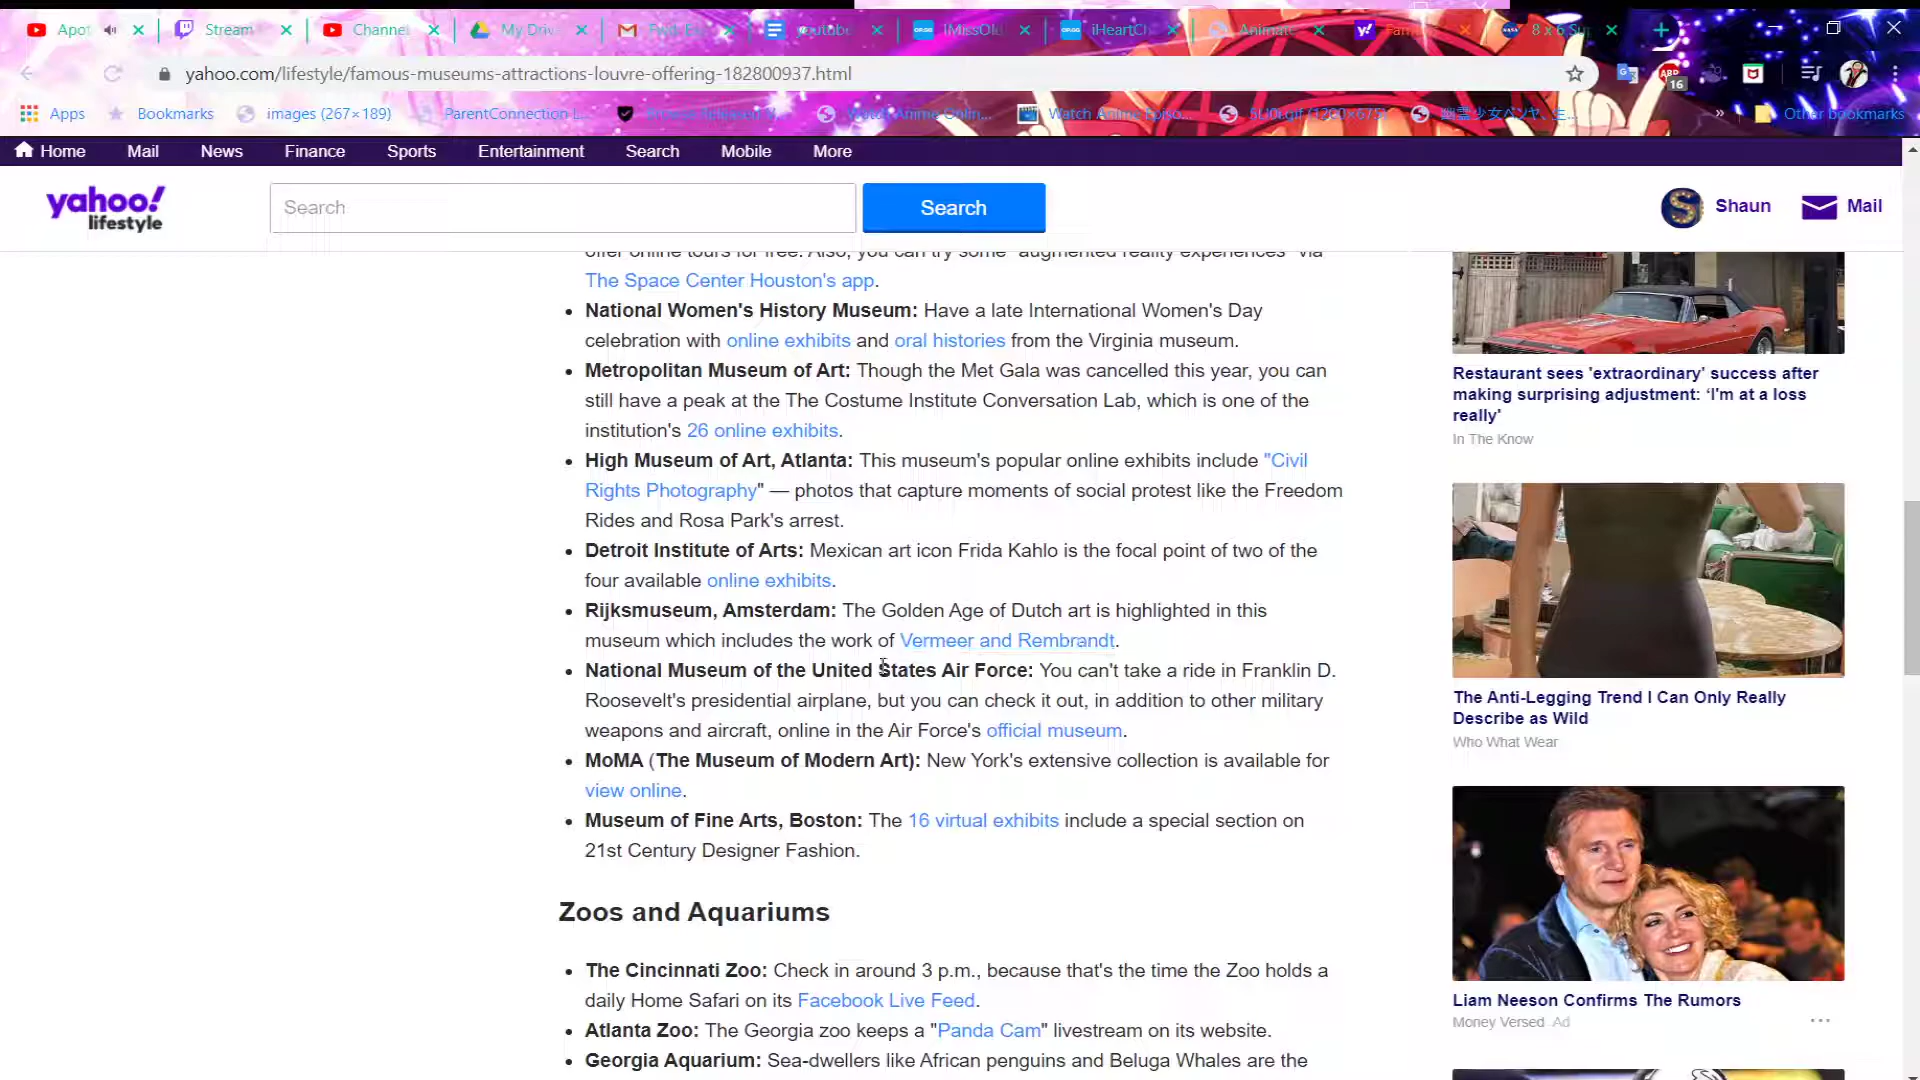 Apot
Stream
Channel
My Driv
youtube
iMissOld
iHeartCh
Animate
8 x 6 Su
yahoo.com/lifestyle/famous-museums-attractions-louvre-offering-182800937.html
16
Apps
Bookmarks
images (267×189)
ParentConnection L...
Watch Anime Onlin...
Watch Anime Episo...
5U0I.gif (1200×675)
»
Other bookmarks
Home Mail News Finance Sports Entertainment Search Mobile More
yahoo!
lifestyle
Search
Search
Shaun
Mail
offer online tours for free. Also, you can try some "augmented reality experiences" via
The Space Center Houston's app.
• National Women's History Museum: Have a late International Women's Day
celebration with online exhibits and oral histories from the Virginia museum.
• Metropolitan Museum of Art: Though the Met Gala was cancelled this year, you can
still have a peak at the The Costume Institute Conversation Lab, which is one of the
institution's 26 online exhibits.
• High Museum of Art, Atlanta: This museum's popular online exhibits include "Civil
Rights Photography" — photos that capture moments of social protest like the Freedom
Rides and Rosa Park's arrest.
• Detroit Institute of Arts: Mexican art icon Frida Kahlo is the focal point of two of the
four available online exhibits.
• Rijksmuseum, Amsterdam: The Golden Age of Dutch art is highlighted in this
museum which includes the work of Vermeer and Rembrandt.
• National Museum of the United States Air Force: You can't take a ride in Franklin D.
Roosevelt's presidential airplane, but you can check it out, in addition to other military
weapons and aircraft, online in the Air Force's official museum.
• MoMA (The Museum of Modern Art): New York's extensive collection is available for
view online.
• Museum of Fine Arts, Boston: The 16 virtual exhibits include a special section on
21st Century Designer Fashion.
Zoos and Aquariums
• The Cincinnati Zoo: Check in around 3 p.m., because that's the time the Zoo holds a
daily Home Safari on its Facebook Live Feed.
• Atlanta Zoo: The Georgia zoo keeps a "Panda Cam" livestream on its website.
• Georgia Aquarium: Sea-dwellers like African penguins and Beluga Whales are the
Restaurant sees 'extraordinary' success after
making surprising adjustment: 'I'm at a loss
really'
In The Know
The Anti-Legging Trend I Can Only Really
Describe as Wild
Who What Wear
Liam Neeson Confirms The Rumors
Money Versed Ad
...